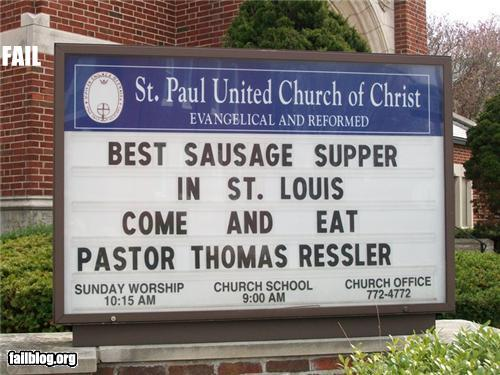 FAIL
St. Paul United Church of Christ
EVANGELICAL AND REFORMED
BEST SAUSAGE SUPPER
IN ST. LOUIS
COME AND EAT
PASTOR THOMAS RESSLER
SUNDAY WORSHIP
10:15 AM
CHURCH SCHOOL
9:00 AM
CHURCH OFFICE
772-4772
failblog.org